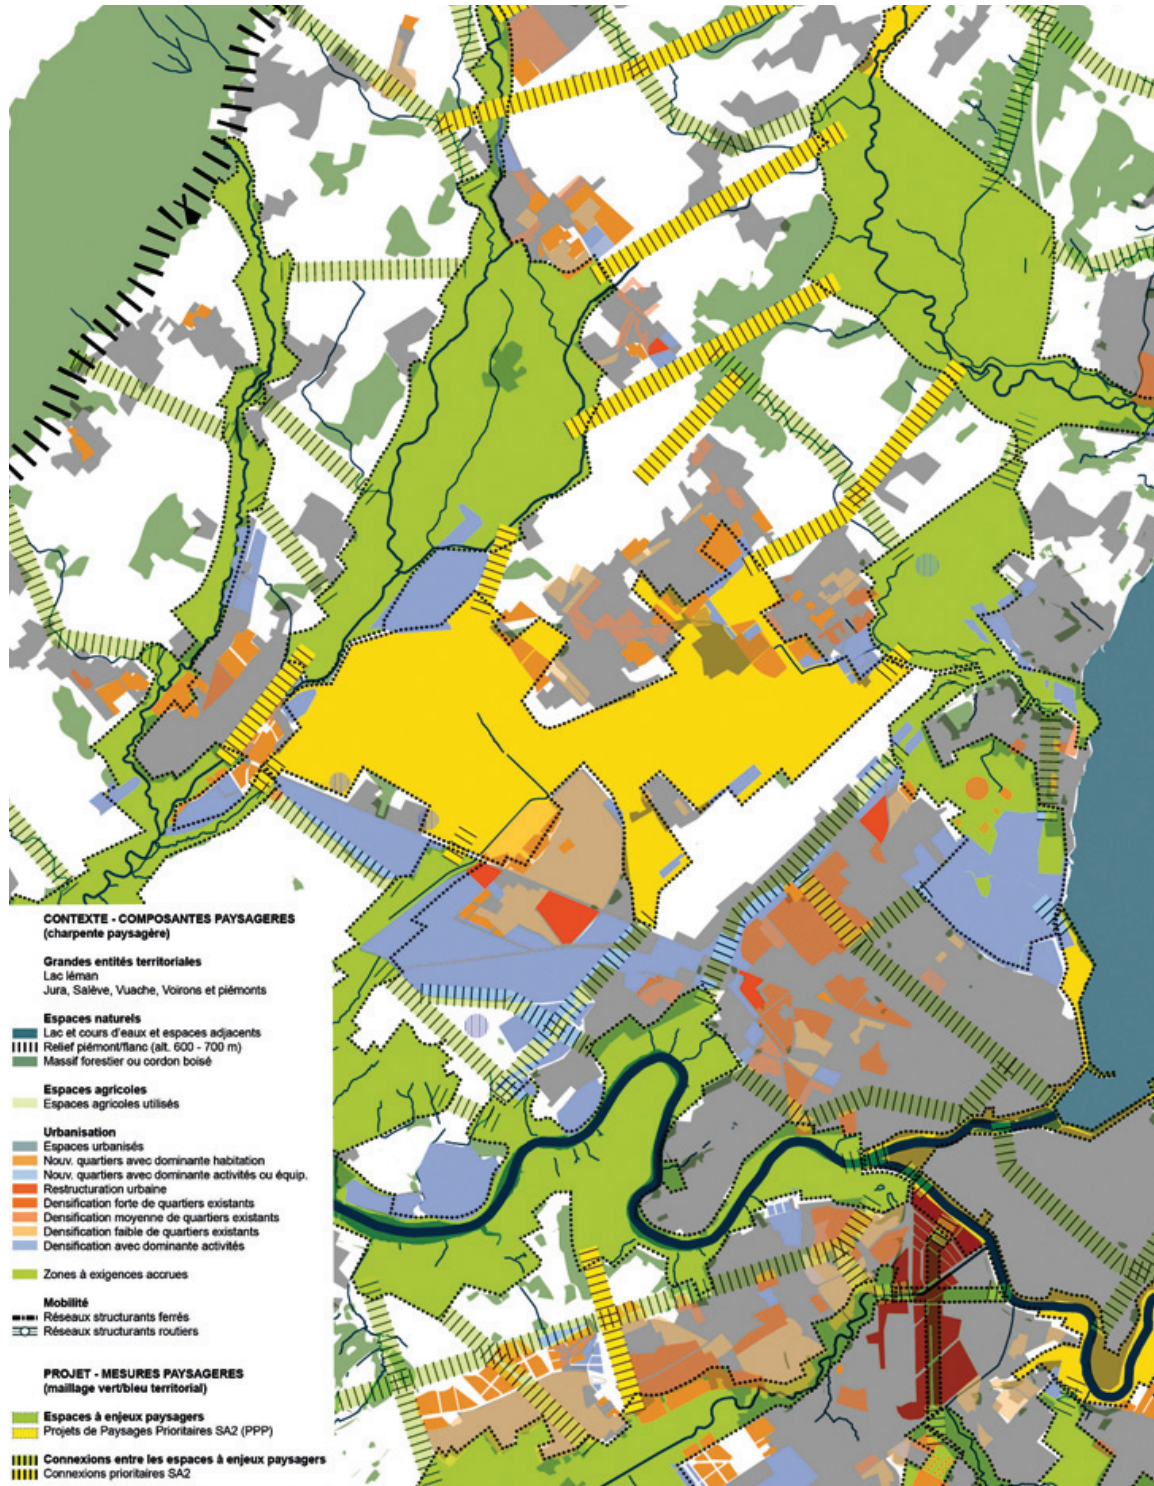 CONTEXTE - COMPOSANTES PAYSAGERES
(charpente paysagère)
Grandes entités territoriales
Lac léman
Jura, Salève, Vuache, Voirons et piémonts
Espaces naturels
Lac et cours d'eaux et espaces adjacents
Relief piémont/flanc (alt. 600 - 700 m)
Massif forestier ou cordon boisé
Espaces agricoles
Espaces agricoles utilisés
Urbanisation
Espaces urbanisés
Nouv. quartiers avec dominante habitation
Nouv. quartiers avec dominante activités ou équip.
Restructuration urbaine
Densification forte de quartiers existants
Densification moyenne de quartiers existants
Densification faible de quartiers existants
Densification avec dominante activités
Zones à exigences accrues
Mobilité
Réseaux structurants ferrés
Réseaux structurants routiers
PROJET - MESURES PAYSAGERES
(maillage vert/bleu territorial)
Espaces à enjeux paysagers
Projets de Paysages Prioritaires SA2 (PPP)
Connexions entre les espaces à enjeux paysagers
Connexions prioritaires SA2